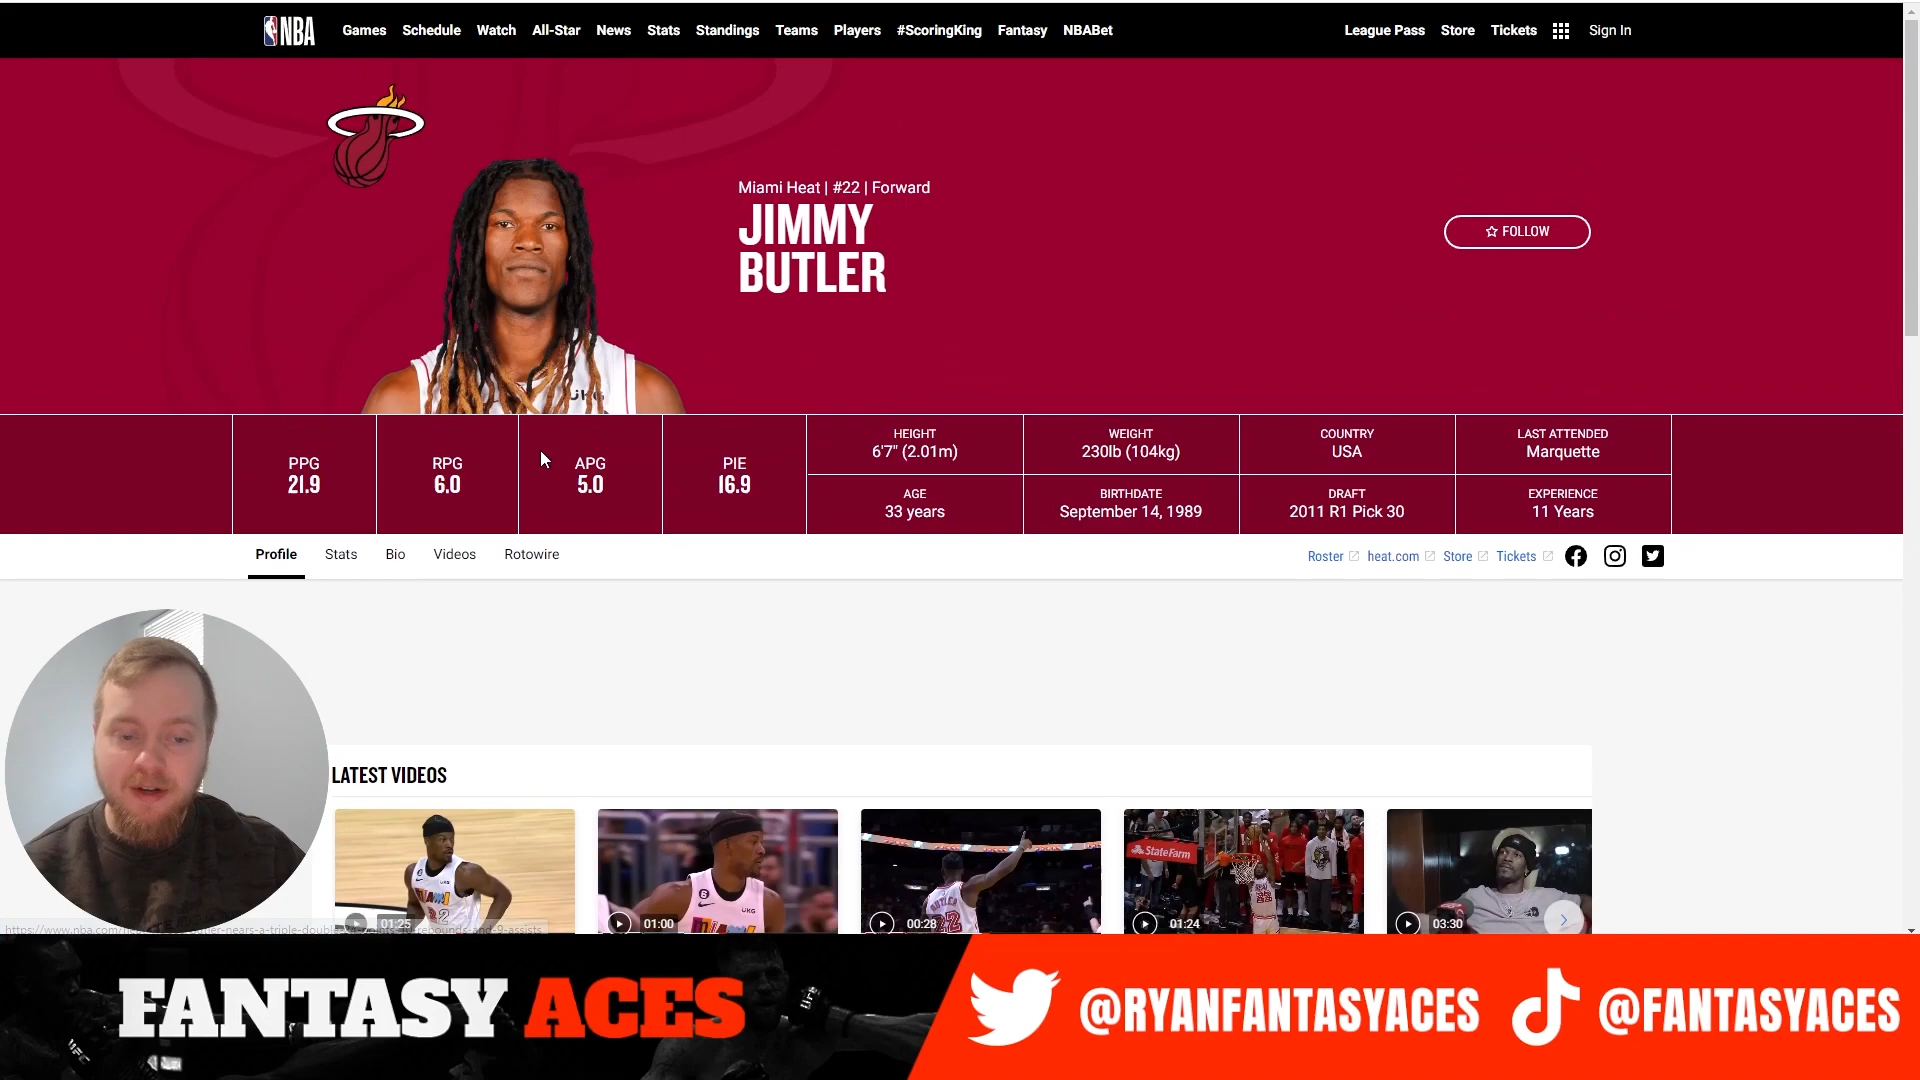 NBA
Games Schedule Watch All-Star News Stats Standings Teams Players #ScoringKing Fantasy NBABet
League Pass Store Tickets Sign In
Miami Heat | #22 | Forward
JIMMY
BUTLER
FOLLOW
PPG
21.9
RPG
6.0
APG
5.0
PIE
16.9
HEIGHT
6'7" (2.01m)
WEIGHT
230lb (104kg)
COUNTRY
USA
LAST ATTENDED
Marquette
AGE
33 years
BIRTHDATE
September 14, 1989
DRAFT
2011 R1 Pick 30
EXPERIENCE
11 Years
Profile Stats Bio Videos Rotowire
Roster heat.com Store Tickets
LATEST VIDEOS
StateFarm
01:25
01:00
00:28
01:24
03:30
FANTASY ACES
@RYANFANTASYACES
@FANTASYACES